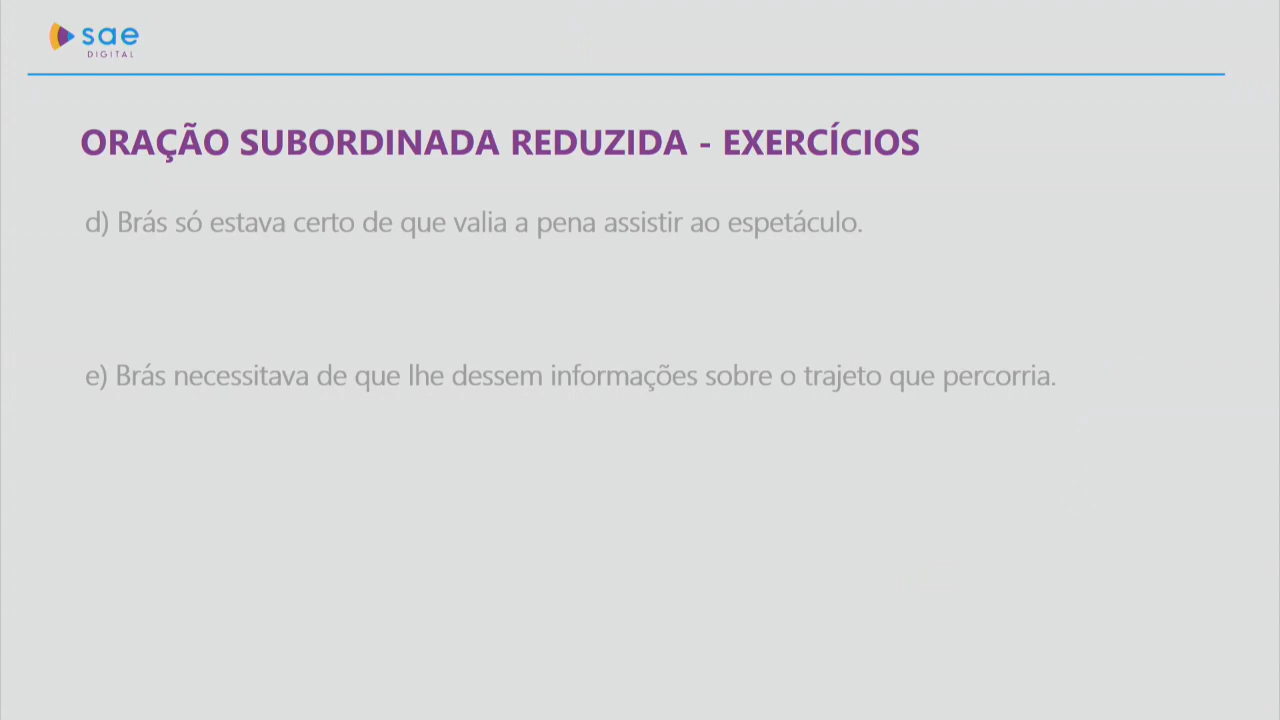 sae
DIGITAL
ORAÇÃO SUBORDINADA REDUZIDA - EXERCÍCIOS
d) Brás só estava certo de que valia a pena assistir ao espetáculo.
e) Brás necessitava de que lhe dessem informações sobre o trajeto que percorria.